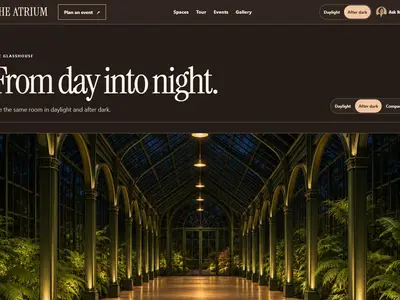 HE ATRIUM
Plan an event ↗
Spaces Tour Events Gallery
Daylight After dark
Ask N
GLASSHOUSE
From day into night.
the same room in daylight and after dark.
Daylight After dark Compa